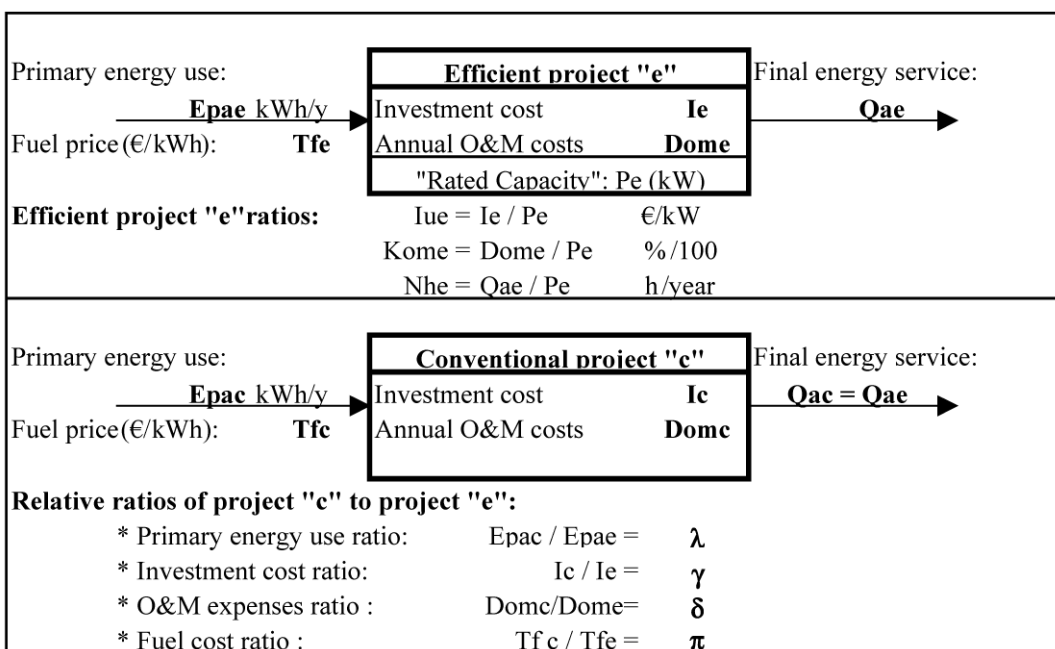 Primary energy use:
Efficient project "e"
Final energy service:
Epae kWh/y
Investment cost Ie
Qae
Fuel price (€/kWh): Tfe
Annual O&M costs Dome
"Rated Capacity": Pe (kW)
Efficient project "e"ratios: Iue = Ie / Pe €/kW
Kome = Dome / Pe %/100
Nhe = Qae / Pe h/year
Primary energy use:
Conventional project "c"
Final energy service:
Epac kWh/y
Investment cost Ic
Qac = Qae
Fuel price(€/kWh): Tfc
Annual O&M costs Domc
Relative ratios of project "c" to project "e":
* Primary energy use ratio: Epac / Epae = λ
* Investment cost ratio: Ic / Ie = γ
* O&M expenses ratio : Domc/Dome= δ
* Fuel cost ratio : Tf c / Tfe = π